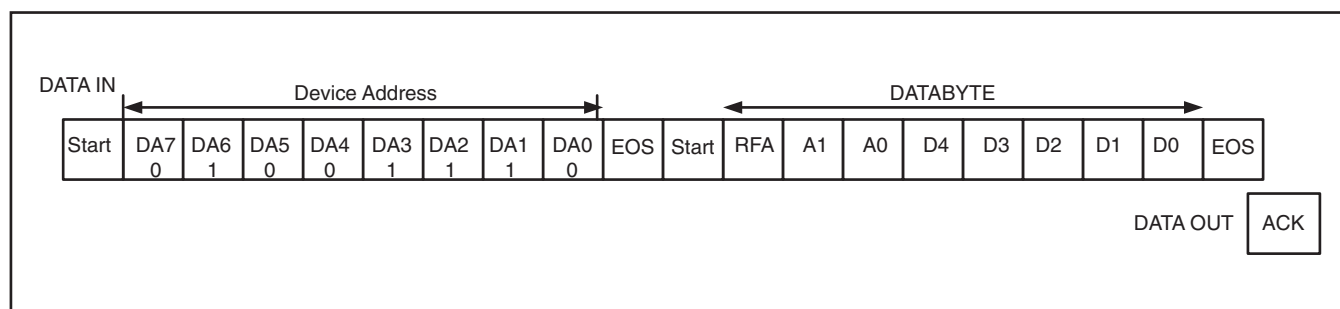 DATA IN
Device Address
DATABYTE
Start DA7 DA6 DA5 DA4 DA3 DA2 DA1 DA0 EOS Start RFA A1 A0 D4 D3 D2 D1 D0 EOS
0 1 0 0 1 1 1 0
DATA OUT ACK